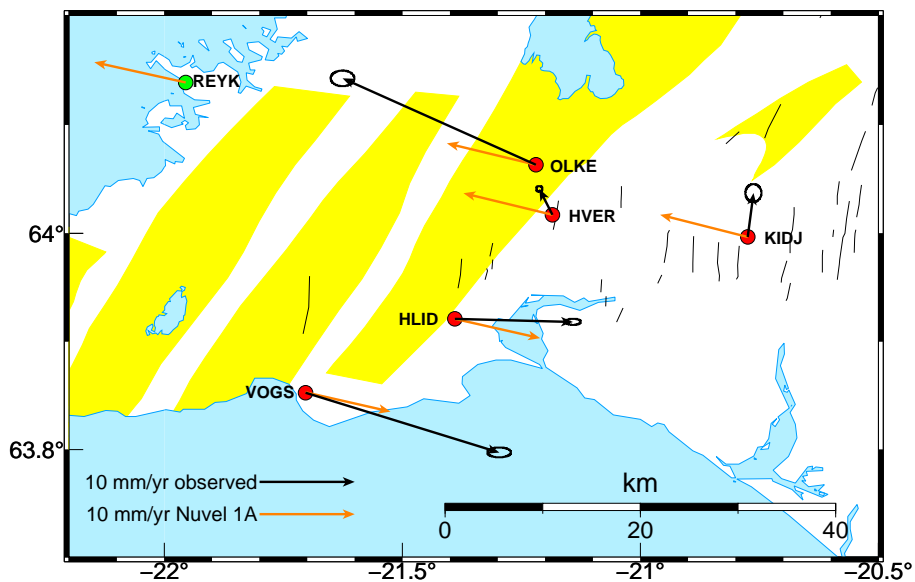 REYK
OLKE
HVER
KIDJ
64°
HLID
VOGS
63.8°
10 mm/yr observed
10 mm/yr Nuvel 1A
km
0
20
40
−22°
−21.5°
−21°
−20.5°